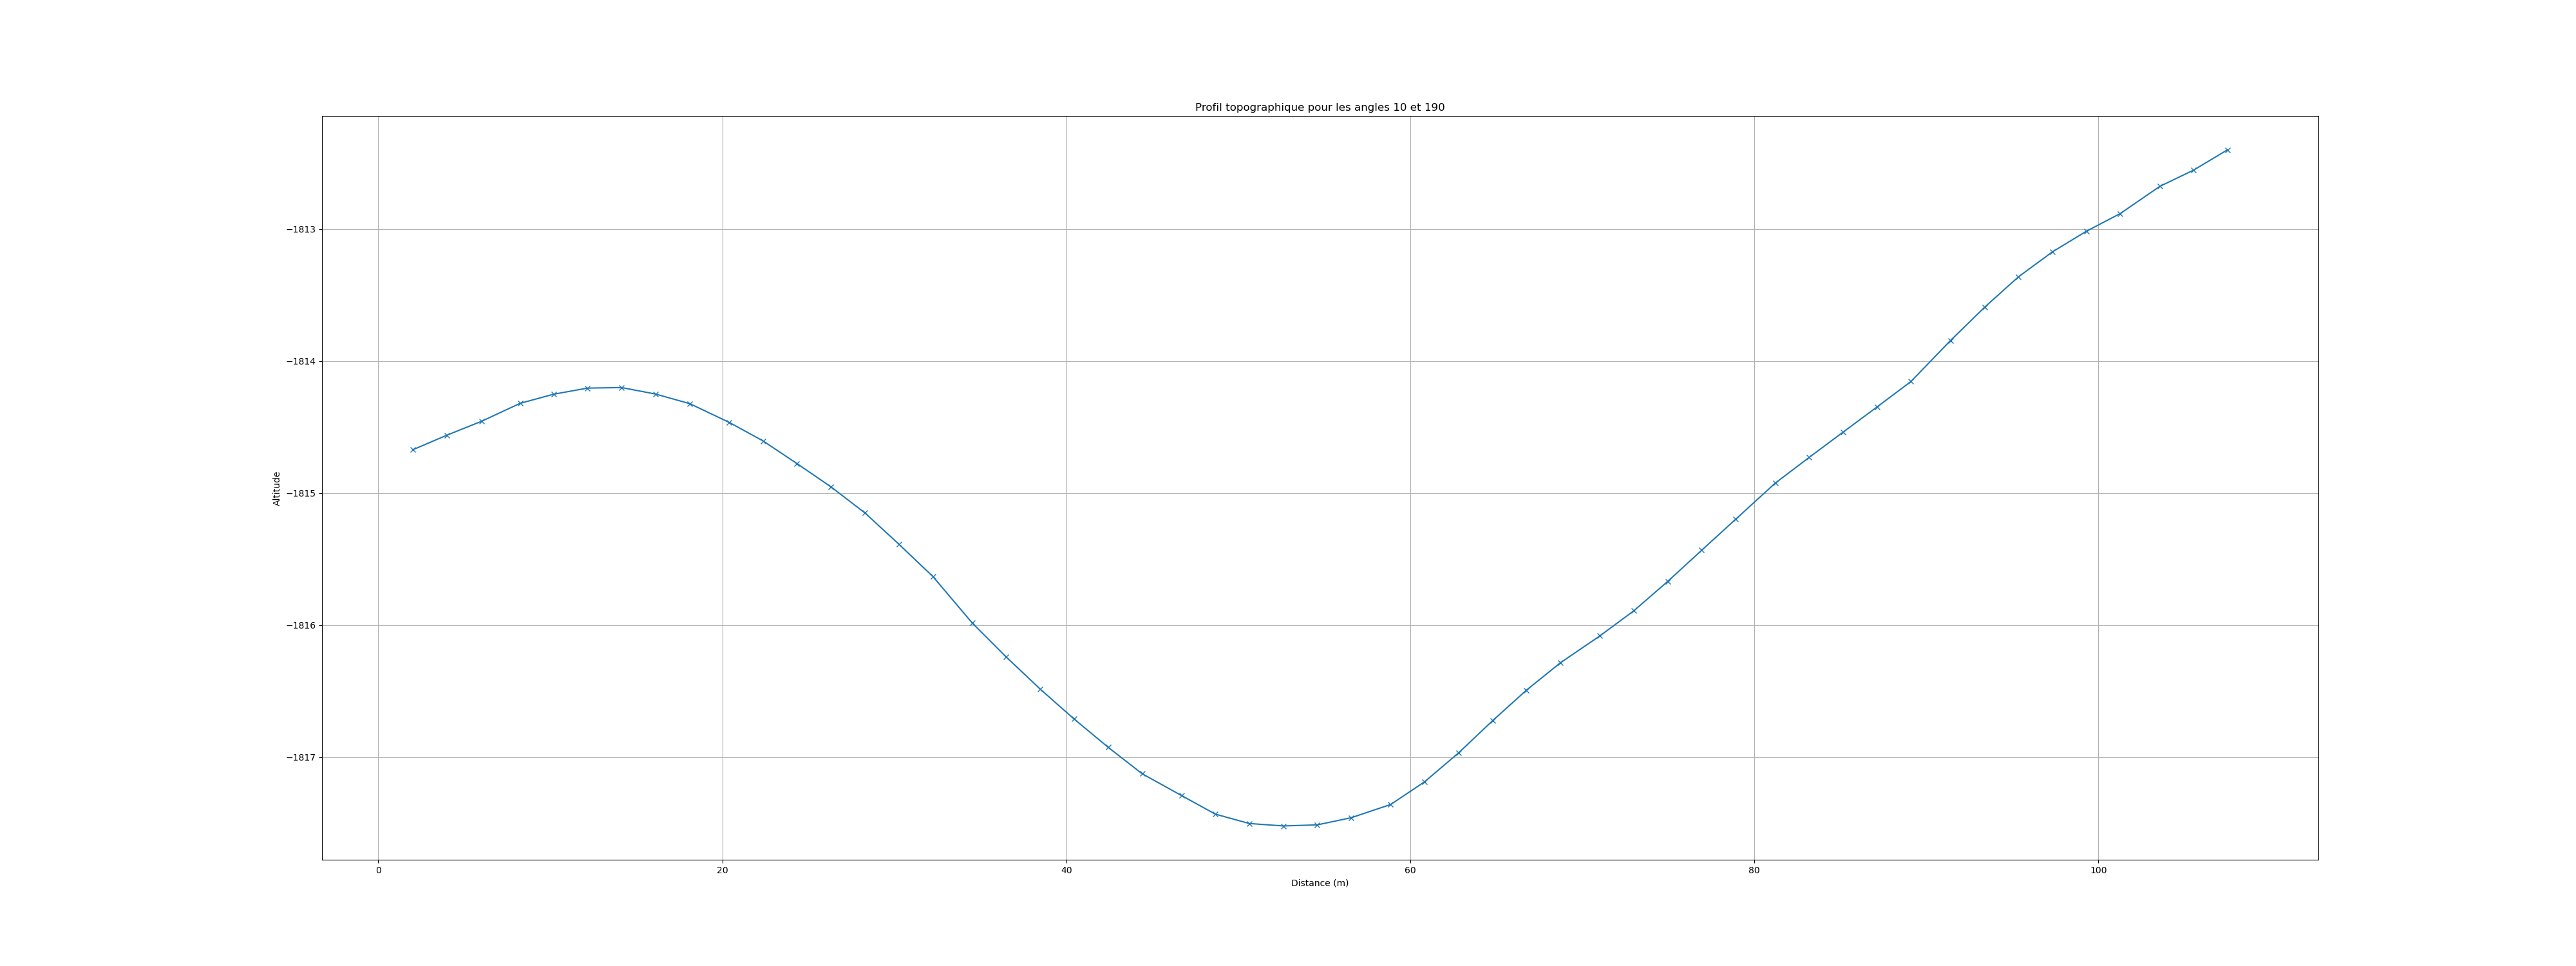 Profil topographique pour les angles 10 et 190
−1813
−1814
−1815
−1816
−1817
Altitude
0 20 40 60 80 100
Distance (m)